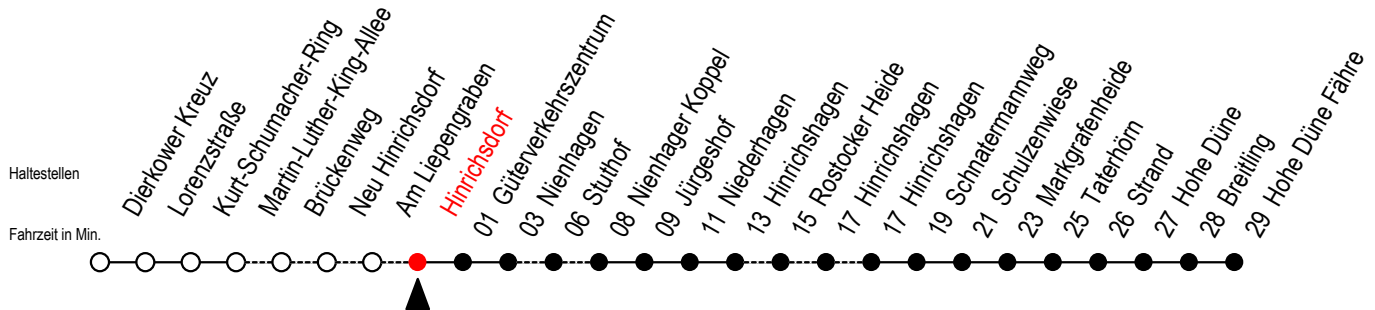 Haltestellen
Fahrzeit in Min.
Dierkower Kreuz
Lorenzstraße
Kurt-Schumacher-Ring
Martin-Luther-King-Allee
Brückenweg
Neu Hinrichsdorf
Am Liepengraben
Hinrichsdorf
01 Güterverkehrszentrum
03 Nienhagen
06 Stuthof
08 Nienhager Koppel
09 Jürgeshof
11 Niederhagen
13 Hinrichshagen
15 Rostocker Heide
17 Hinrichshagen
17 Hinrichshagen
19 Schnatermannweg
21 Schulzenwiese
23 Markgrafenheide
25 Taterhörn
26 Strand
27 Hohe Düne
28 Breitling
29 Hohe Düne Fähre